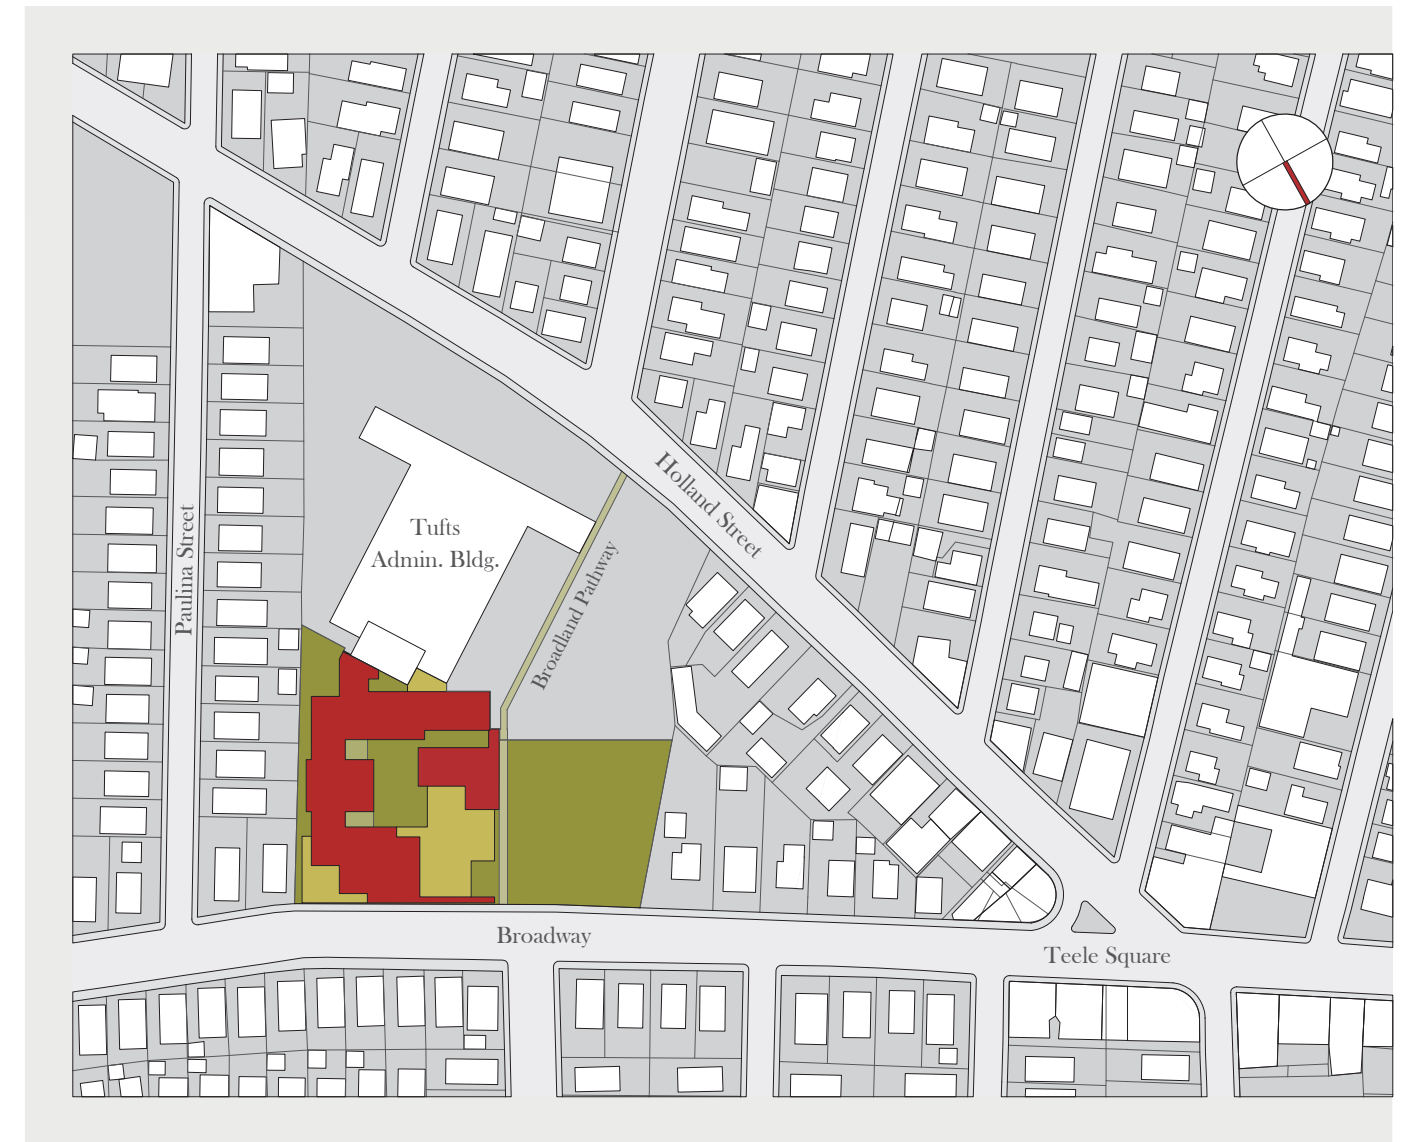 Holland Street
Tufts
Admin. Bldg.
Paulina Street
Broadland Pathway
Broadway
Teele Square